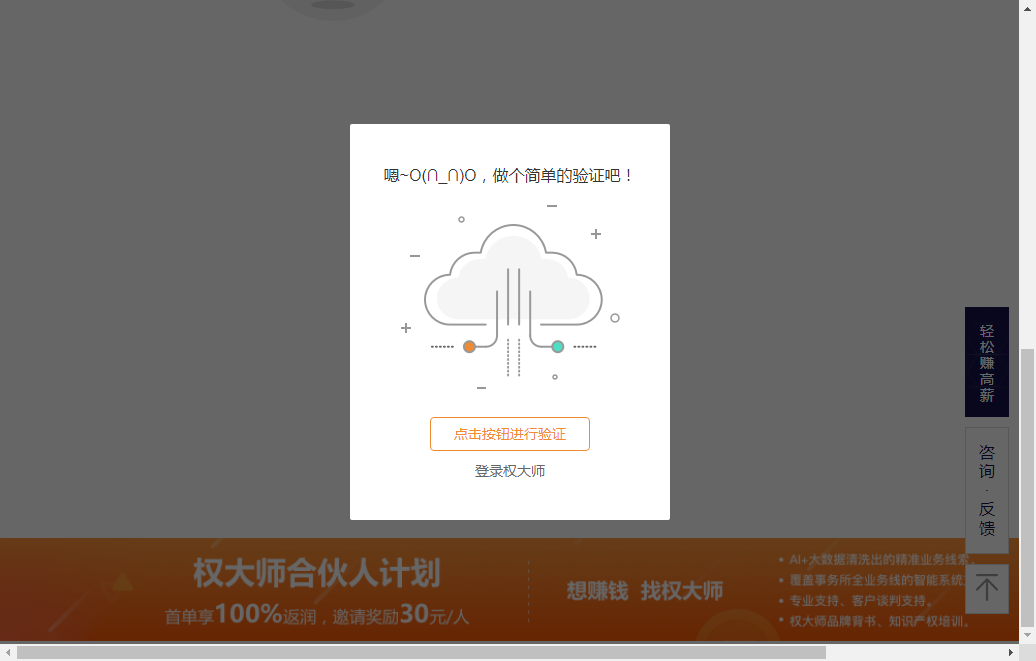 嗯~O(∩_∩)O，做个简单的验证吧！
点击按钮进行验证
登录权大师
轻松赚高薪
咨询·反馈
权大师合伙人计划
首单享100%返润，邀请奖励30元/人
想赚钱 找权大师
• AI+大数据清洗出的精准业务线索。
• 覆盖事务所全业务线的智能系统
• 专业支持、客户谈判支持。
• 权大师品牌背书、知识产权培训。